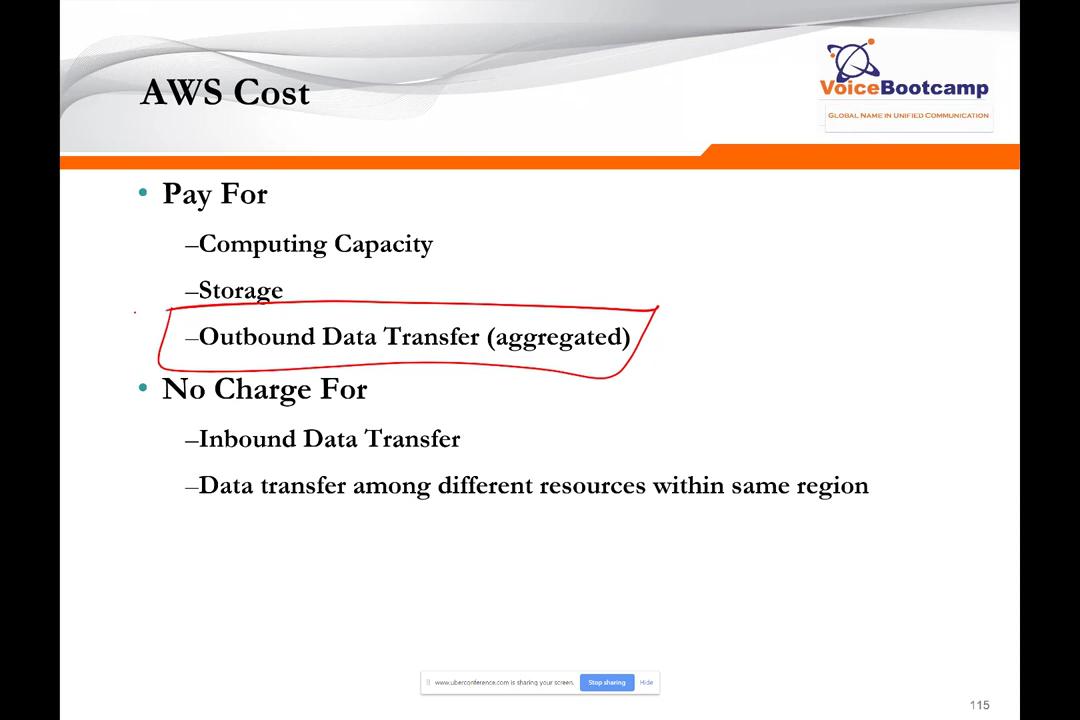 AWS Cost
VoiceBootcamp
GLOBAL NAME IN UNIFIED COMMUNICATION
• Pay For
–Computing Capacity
–Storage
–Outbound Data Transfer (aggregated)
• No Charge For
–Inbound Data Transfer
–Data transfer among different resources within same region
www.uberconference.com is sharing your screen. Stop sharing Hide
115